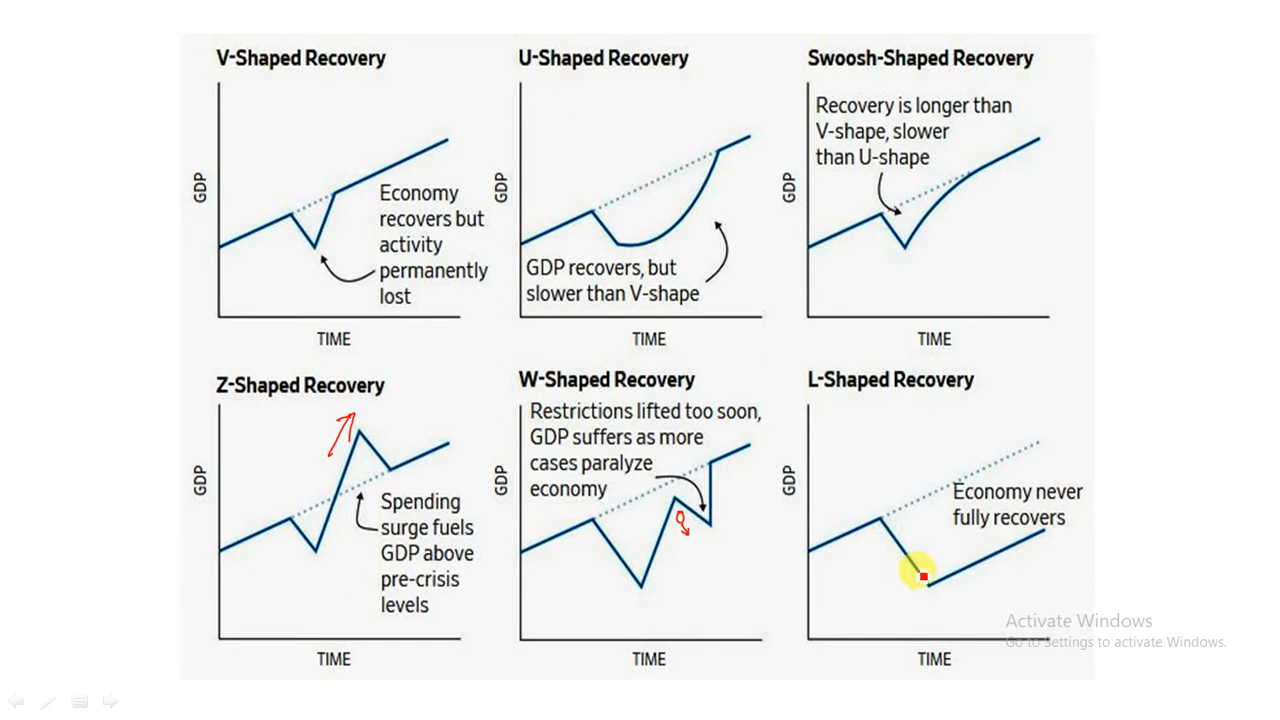 V-Shaped Recovery
GDP
Economy
recovers but
activity
permanently
lost
TIME
U-Shaped Recovery
GDP
GDP recovers, but
slower than V-shape
TIME
Swoosh-Shaped Recovery
Recovery is longer than
V-shape, slower
than U-shape
GDP
TIME
Z-Shaped Recovery
GDP
Spending
surge fuels
GDP above
pre-crisis
levels
TIME
W-Shaped Recovery
Restrictions lifted too soon,
GDP suffers as more
cases paralyze
economy
GDP
TIME
L-Shaped Recovery
GDP
Economy never
fully recovers
TIME
Activate Windows
Go to Settings to activate Windows.